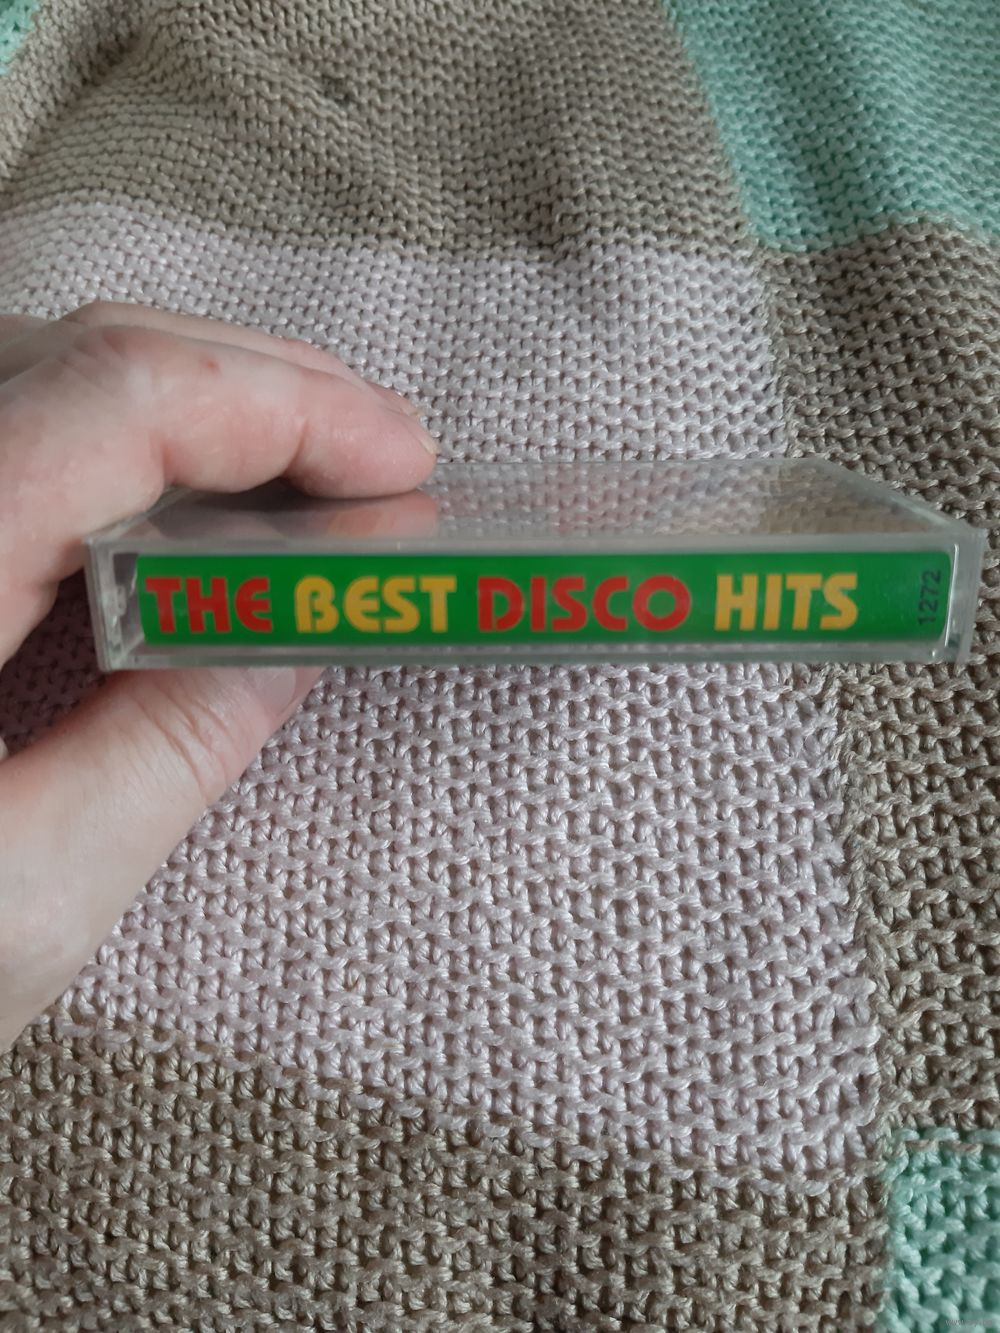 THE BEST DISCO HITS
1272